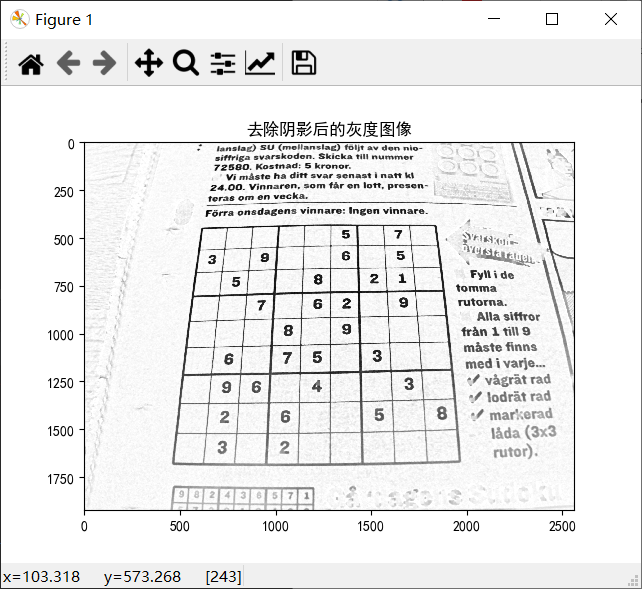 Figure 1
去除阴影后的灰度图像
0
250
500
750
1000
1250
1500
1750
0
500
1000
1500
2000
2500
lanslag) SU (mellanslag) följt av den nio-
siffriga svarskoden. Skicka till nummer
72580. Kostnad: 5 kronor.
Vi måste ha ditt svar senast i natt kl
24.00. Vinnaren, som får en lott, presen-
teras om en vecka.
Förra onsdagens vinnare: Ingen vinnare.
5 7
3 9 6 5
5 8 2 1
7 6 2 9
8 9
6 7 5 3
9 6 4 3
2 6 5 8
3 2
Svarskod=
översta raden
Fyll i de
tomma
rutorna.
Alla siffror
från 1 till 9
måste finns
med i varje...
vågrät rad
lodrät rad
markerad
låda (3x3
rutor).
9 8 2 4 3 6 5 7 1
x=103.318 y=573.268 [243]